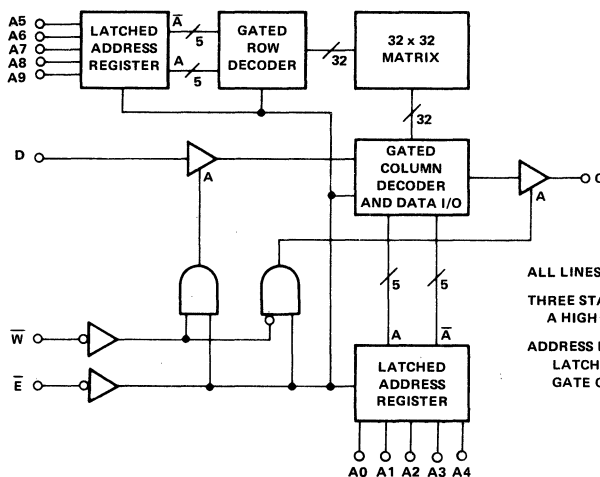 A5
A6
A7
A8
A9
LATCHED
ADDRESS
REGISTER
A̅
5
A
5
GATED
ROW
DECODER
32
32 x 32
MATRIX
32
D
A
GATED
COLUMN
DECODER
AND DATA I/O
A
5
5
A
A̅
W̅
E̅
LATCHED
ADDRESS
REGISTER
A0 A1 A2 A3 A4
ALL LINES
THREE STA
A HIGH
ADDRESS
LATCH
GATE